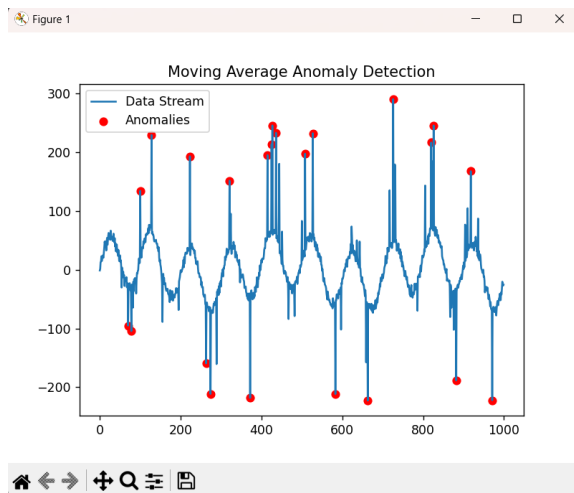 Figure 1
Moving Average Anomaly Detection
Data Stream
Anomalies
300
200
100
0
−100
−200
0 200 400 600 800 1000